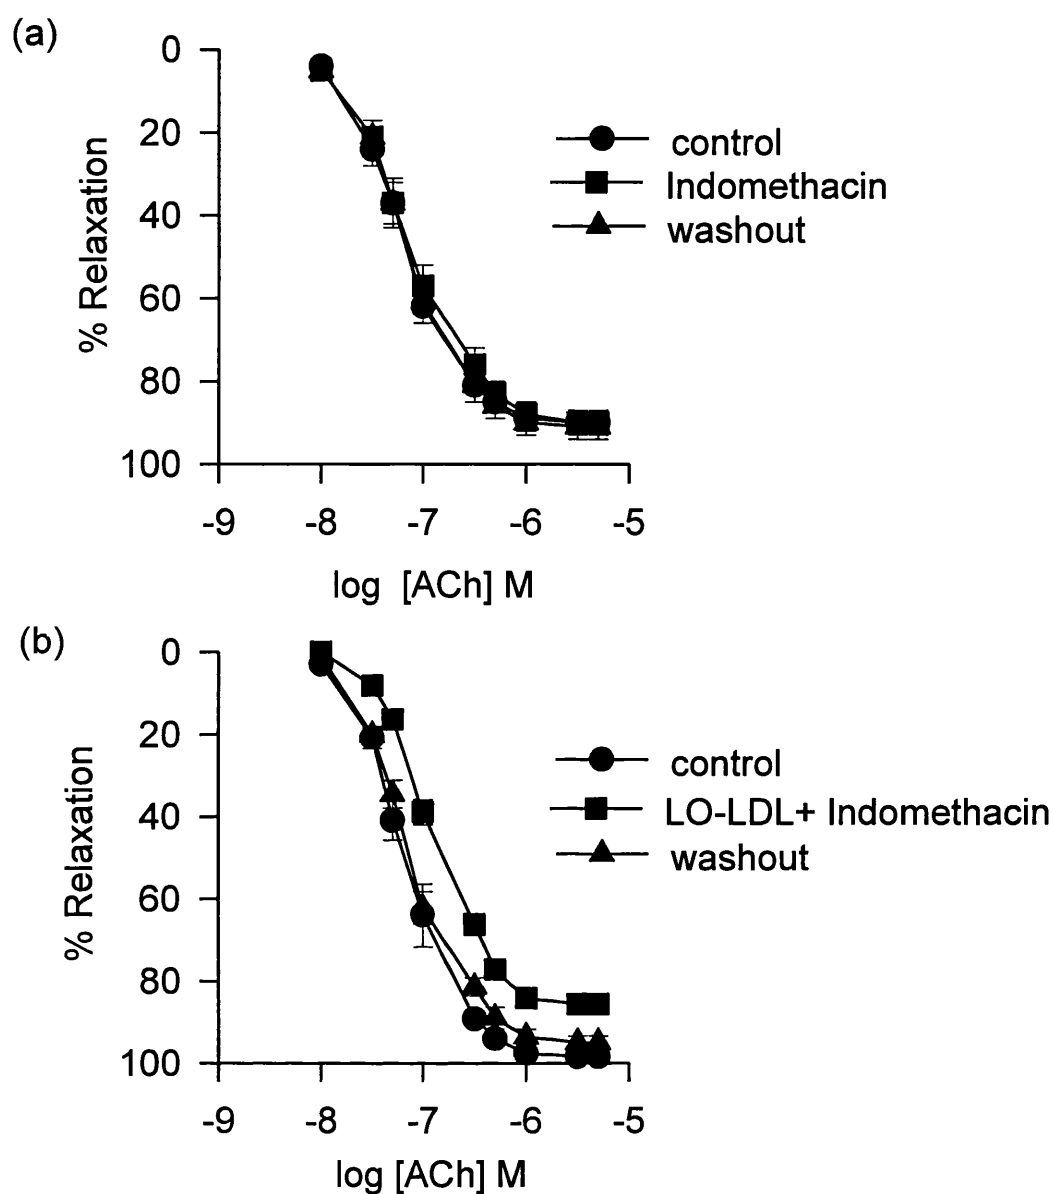 (a)
0
20
40
60
80
100
% Relaxation
-9 -8 -7 -6 -5
log [ACh] M
control
Indomethacin
washout
(b)
0
20
40
60
80
100
% Relaxation
-9 -8 -7 -6 -5
log [ACh] M
control
LO-LDL+ Indomethacin
washout